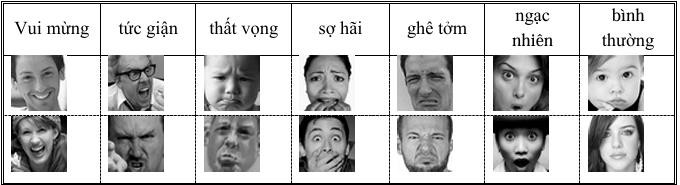 Vui mừng
tức giận
thất vọng
sợ hãi
ghê tởm
ngạc
nhiên
bình
thường